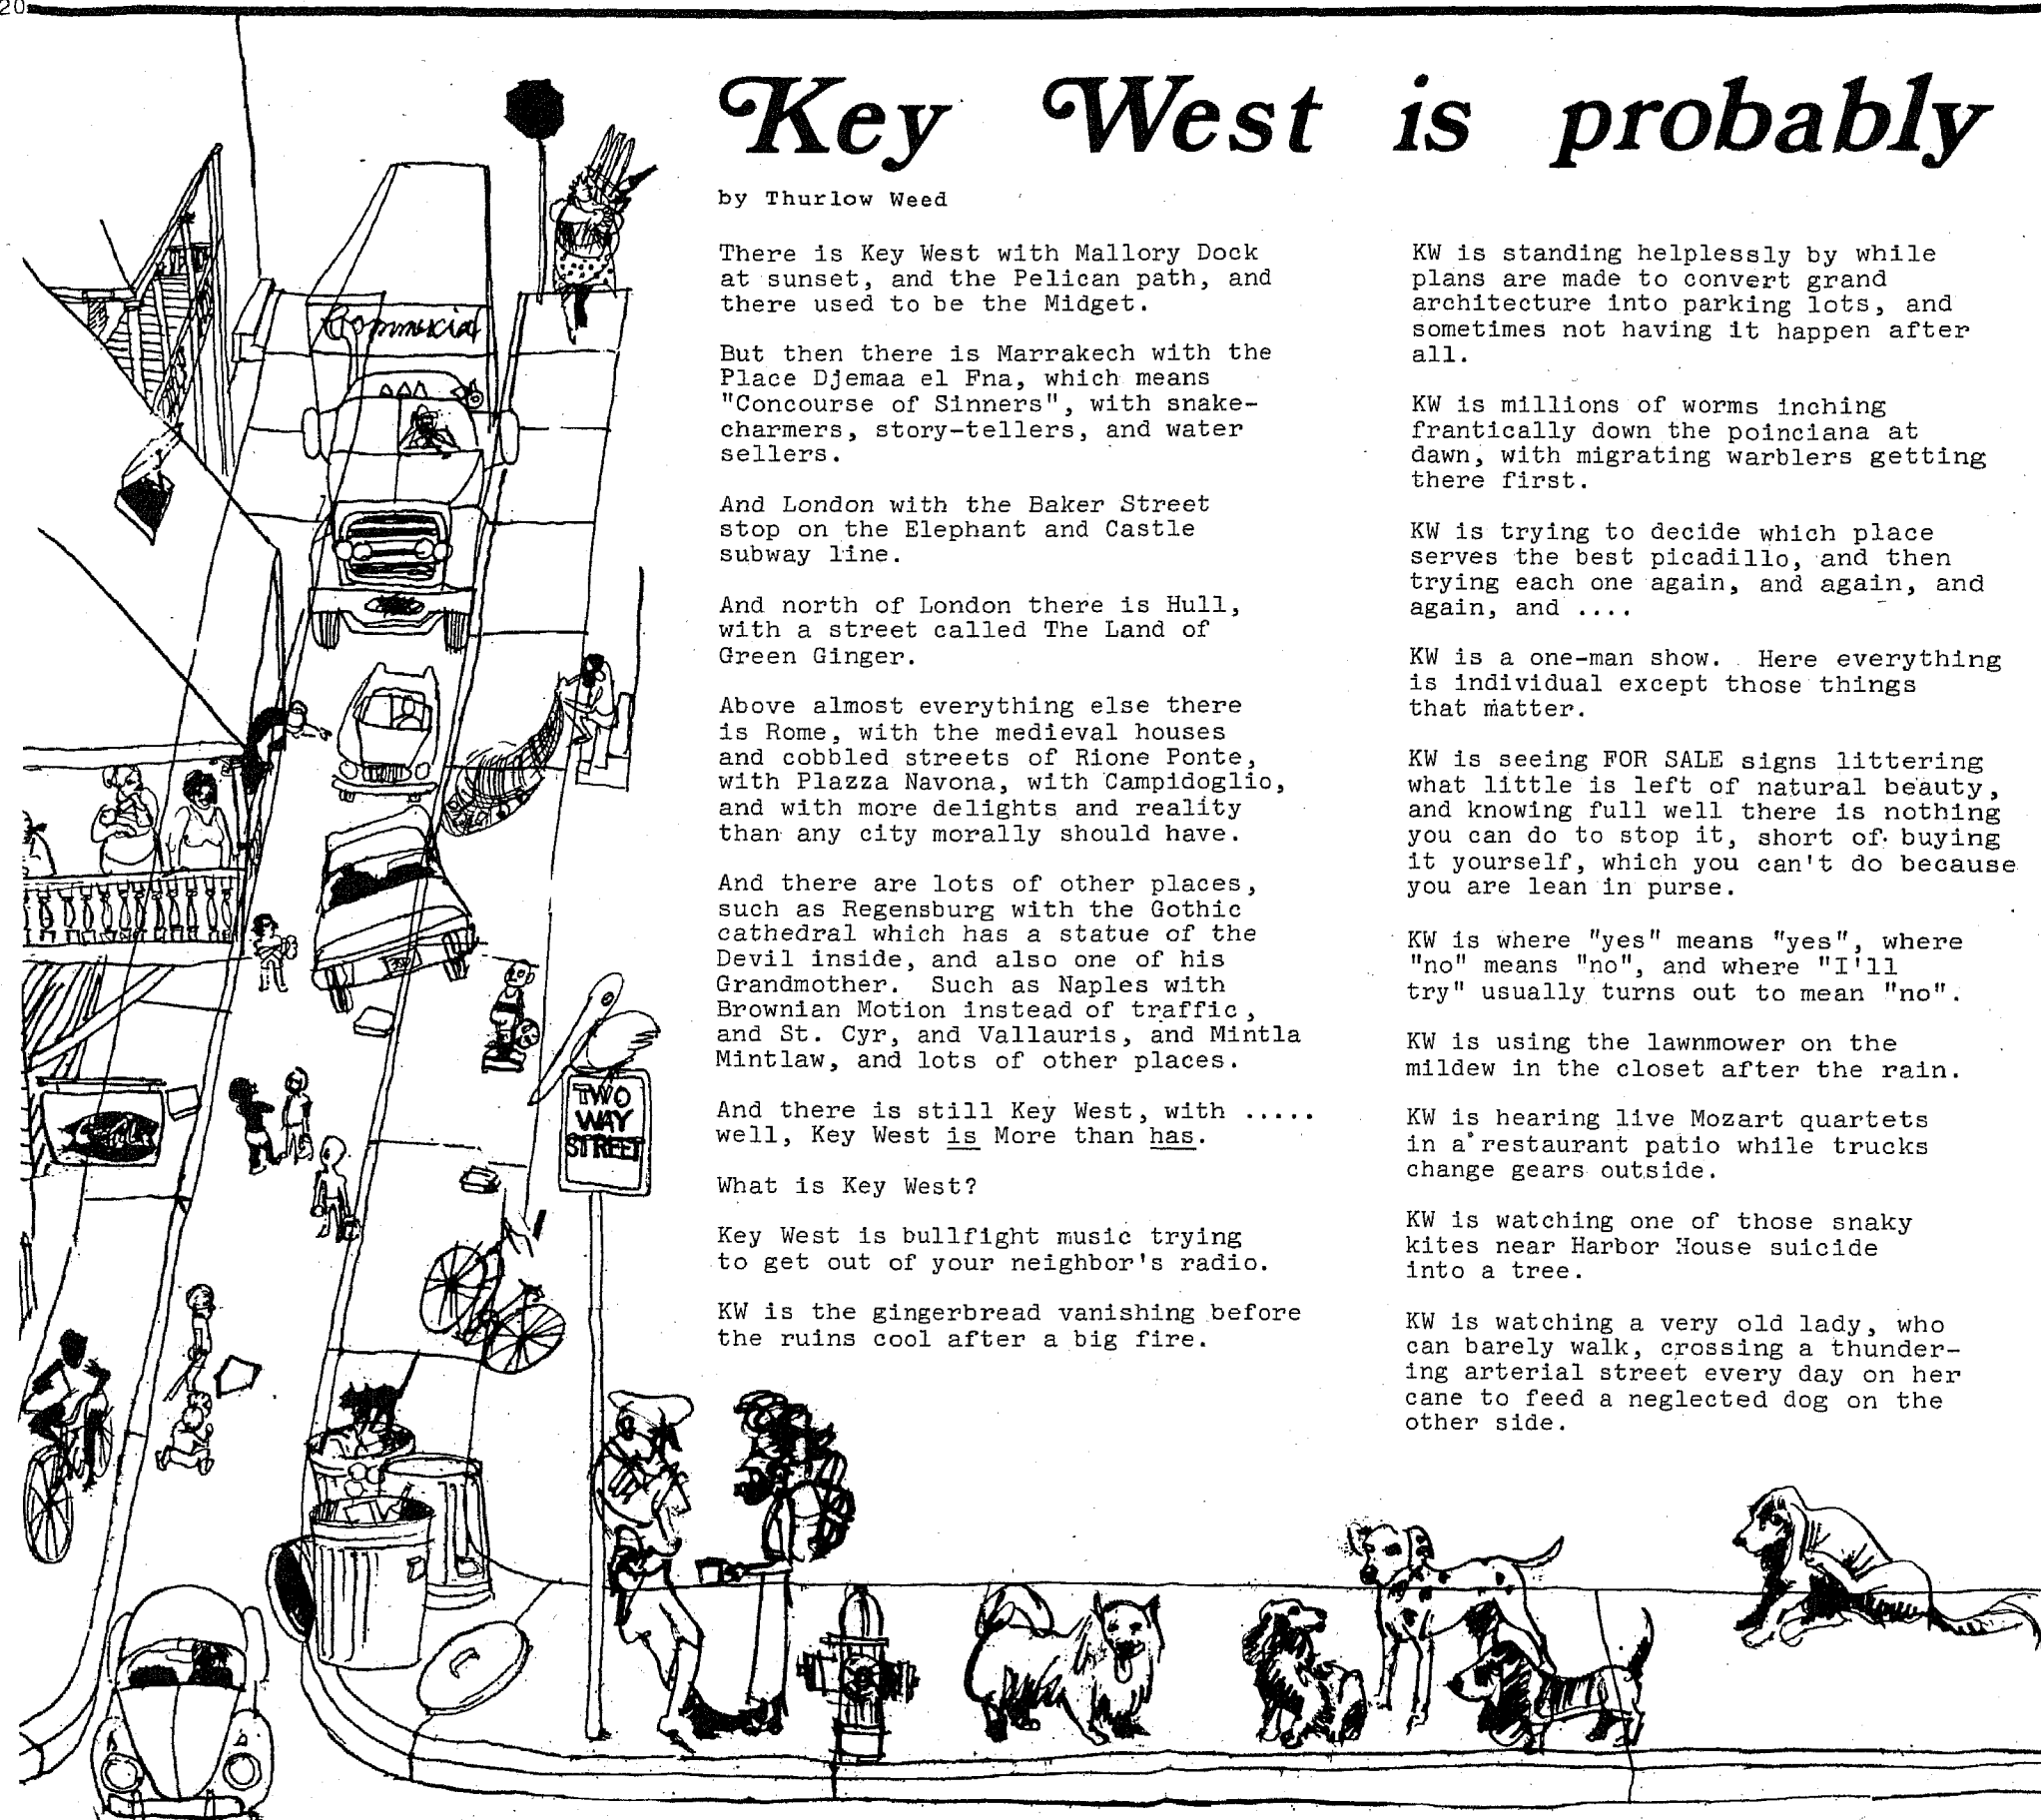 20
Key West is probably
by Thurlow Weed
There is Key West with Mallory Dock
at sunset, and the Pelican path, and
there used to be the Midget.
But then there is Marrakech with the
Place Djemaa el Fna, which means
"Concourse of Sinners", with snake-
charmers, story-tellers, and water
sellers.
And London with the Baker Street
stop on the Elephant and Castle
subway line.
And north of London there is Hull,
with a street called The Land of
Green Ginger.
Above almost everything else there
is Rome, with the medieval houses
and cobbled streets of Rione Ponte,
with Plazza Navona, with Campidoglio,
and with more delights and reality
than any city morally should have.
And there are lots of other places,
such as Regensburg with the Gothic
cathedral which has a statue of the
Devil inside, and also one of his
Grandmother. Such as Naples with
Brownian Motion instead of traffic,
and St. Cyr, and Vallauris, and Mintla
Mintlaw, and lots of other places.
And there is still Key West, with .....
well, Key West is More than has.
What is Key West?
Key West is bullfight music trying
to get out of your neighbor's radio.
KW is the gingerbread vanishing before
the ruins cool after a big fire.
KW is standing helplessly by while
plans are made to convert grand
architecture into parking lots, and
sometimes not having it happen after
all.
KW is millions of worms inching
frantically down the poinciana at
dawn, with migrating warblers getting
there first.
KW is trying to decide which place
serves the best picadillo, and then
trying each one again, and again, and
again, and ....
KW is a one-man show. Here everything
is individual except those things
that matter.
KW is seeing FOR SALE signs littering
what little is left of natural beauty,
and knowing full well there is nothing
you can do to stop it, short of buying
it yourself, which you can't do because
you are lean in purse.
KW is where "yes" means "yes", where
"no" means "no", and where "I'll
try" usually turns out to mean "no".
KW is using the lawnmower on the
mildew in the closet after the rain.
KW is hearing live Mozart quartets
in a restaurant patio while trucks
change gears outside.
KW is watching one of those snaky
kites near Harbor House suicide
into a tree.
KW is watching a very old lady, who
can barely walk, crossing a thunder-
ing arterial street every day on her
cane to feed a neglected dog on the
other side.
Commercial
TWO
WAY
STREET